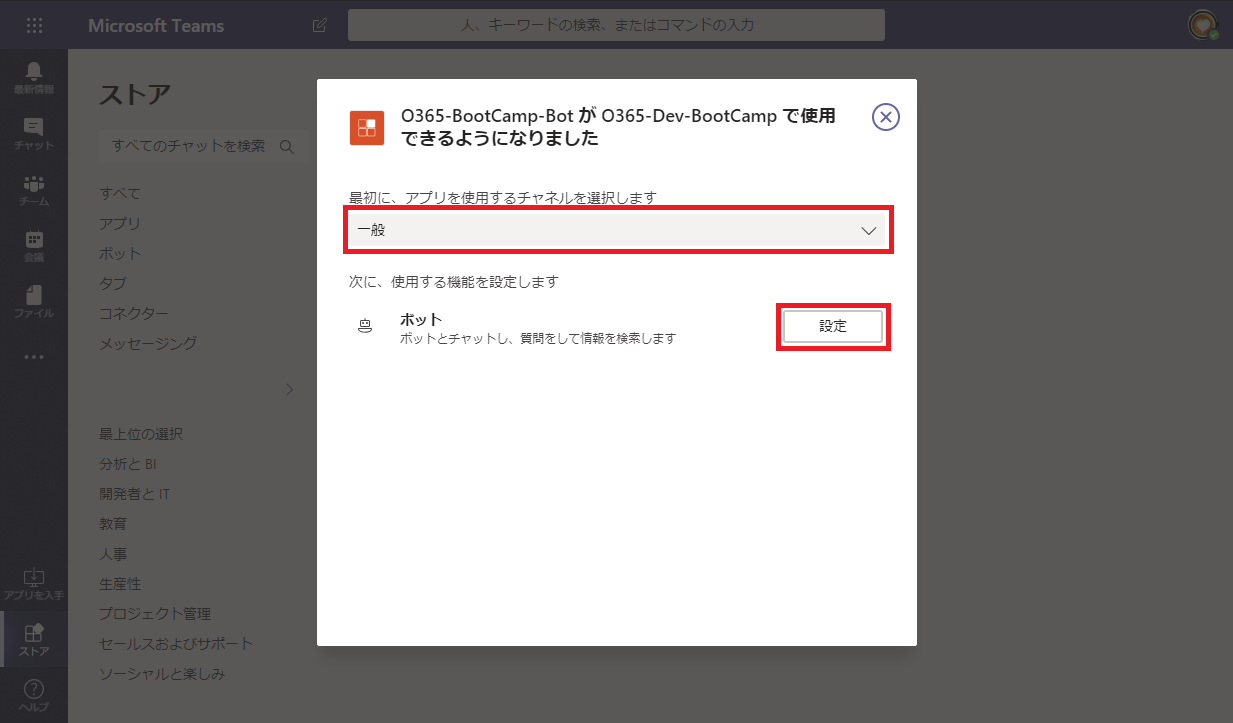 Microsoft Teams
人、キーワードの検索、またはコマンドの入力
最新情報
チャット
チーム
会議
ファイル
アプリを入手
ストア
ヘルプ
ストア
すべてのチャットを検索
すべて
アプリ
ボット
タブ
コネクター
メッセージング
最上位の選択
分析と BI
開発者と IT
教育
人事
生産性
プロジェクト管理
セールスおよびサポート
ソーシャルと楽しみ
O365-BootCamp-Bot が O365-Dev-BootCamp で使用
できるようになりました
最初に、アプリを使用するチャネルを選択します
一般
次に、使用する機能を設定します
ボット
ボットとチャットし、質問をして情報を検索します
設定